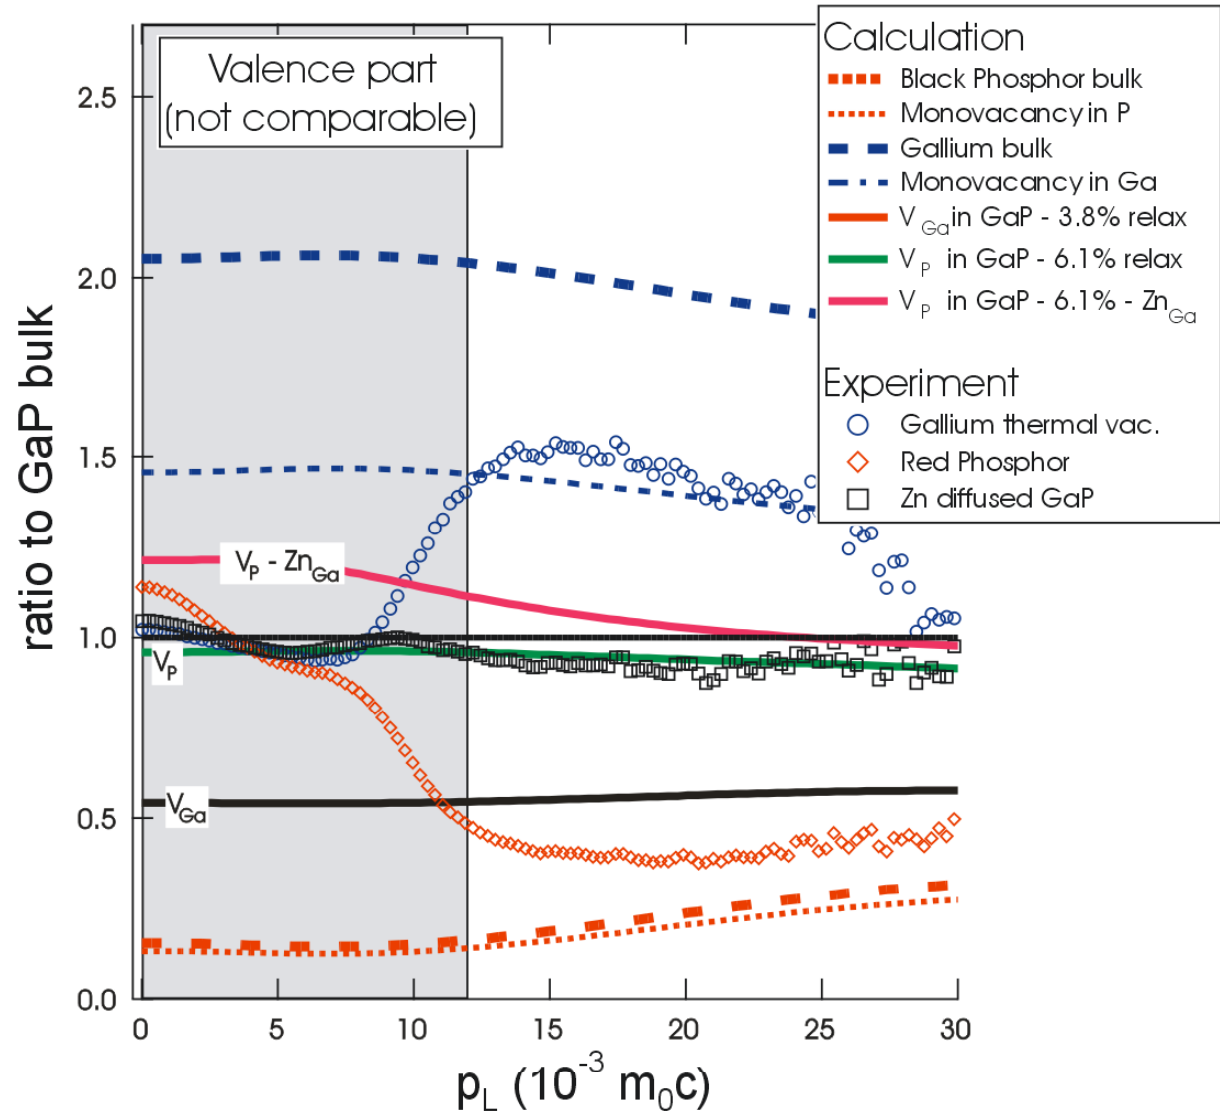 Valence part
(not comparable)
Calculation
Black Phosphor bulk
Monovacancy in P
Gallium bulk
Monovacancy in Ga
V Ga in GaP - 3.8% relax
V P in GaP - 6.1% relax
V P in GaP - 6.1% - Zn Ga
Experiment
Gallium thermal vac.
Red Phosphor
Zn diffused GaP
ratio to GaP bulk
2.5
2.0
1.5
1.0
0.5
0.0
V P - Zn Ga
V P
V Ga
0 5 10 15 20 25 30
p L (10 -3 m 0 c)